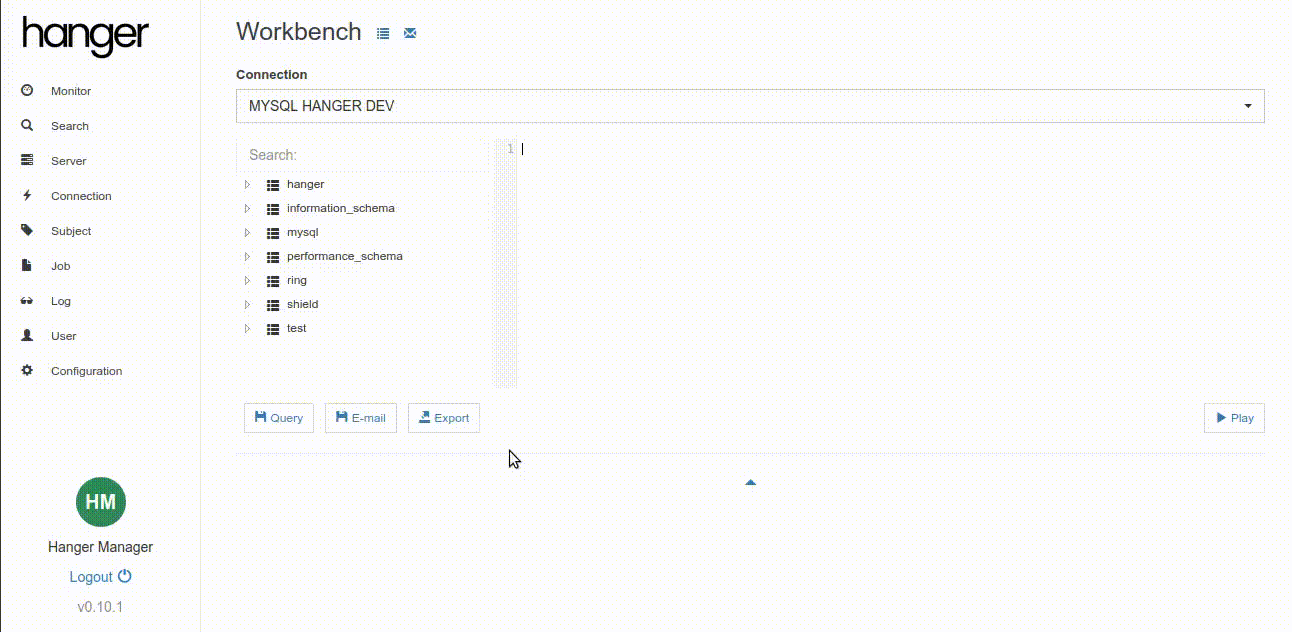 hanger
Monitor
Search
Server
Connection
Subject
Job
Log
User
Configuration
HM
Hanger Manager
Logout
v0.10.1
Workbench
Connection
MYSQL HANGER DEV
Search:
hanger
information_schema
mysql
performance_schema
ring
shield
test
1
Query E-mail Export Play